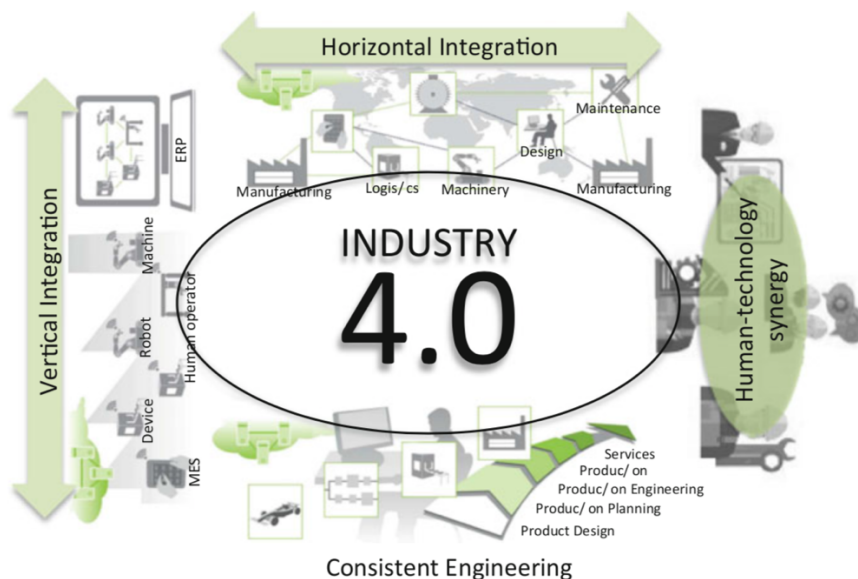 Horizontal Integration
Maintenance
Design
Manufacturing
Logis/cs
Machinery
Manufacturing
Vertical Integration
ERP
Machine
Human operator
Robot
Device
MES
INDUSTRY
4.0
Human-technology
synergy
Services
Produc/ on
Produc/ on Engineering
Produc/ on Planning
Product Design
Consistent Engineering